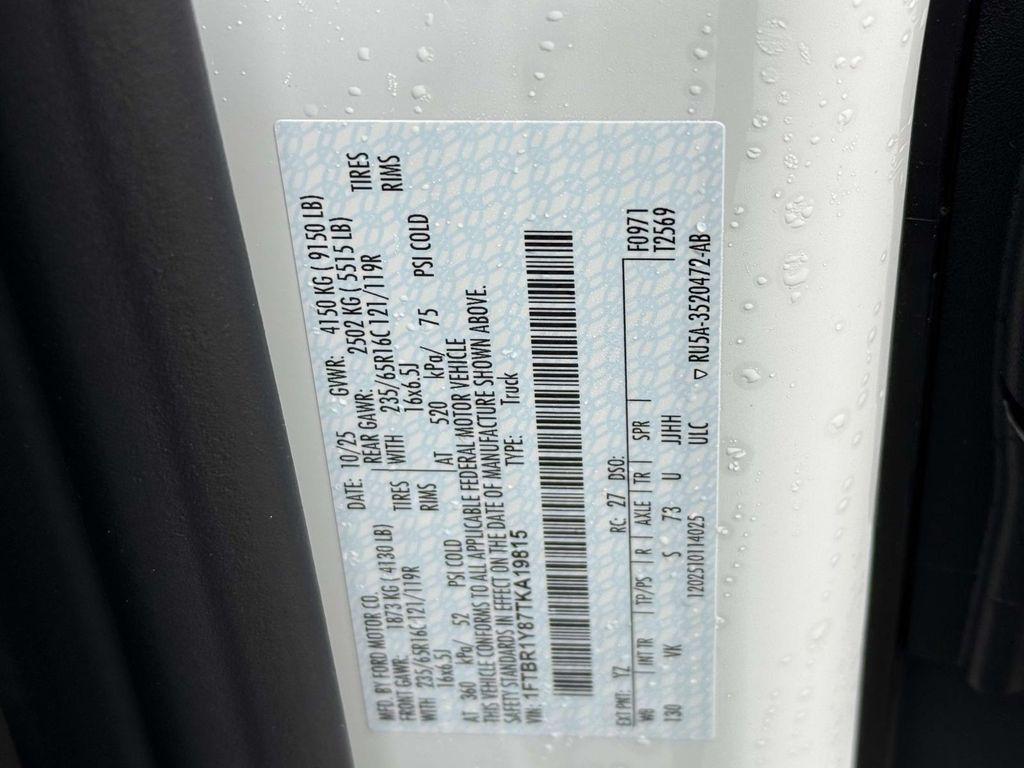 MFD. BY FORD MOTOR CO. DATE: 10/25 GVWR: 4150 KG ( 9150 LB)
FRONT GAWR: 1873 KG ( 4130 LB) REAR GAWR: 2502 KG ( 5515 LB)
WITH 235/65R16C 121/119R TIRES WITH 235/65R16C 121/119R TIRES
16x6.5J RIMS 16x6.5J RIMS
AT 360 kPa/ 52 PSI COLD AT 520 kPa/ 75 PSI COLD
THIS VEHICLE CONFORMS TO ALL APPLICABLE FEDERAL MOTOR VEHICLE
SAFETY STANDARDS IN EFFECT ON THE DATE OF MANUFACTURE SHOWN ABOVE.
VIN: 1FTBR1Y87TKA19815 TYPE: Truck
F0971
T2569
EXT PNT: YZ RC: 27 DSO:
WB INT TR TP/PS R AXLE TR SPR
130 VK S 73 U JJHH
1202510114025 ULC ▽ RU5A-3520472-AB